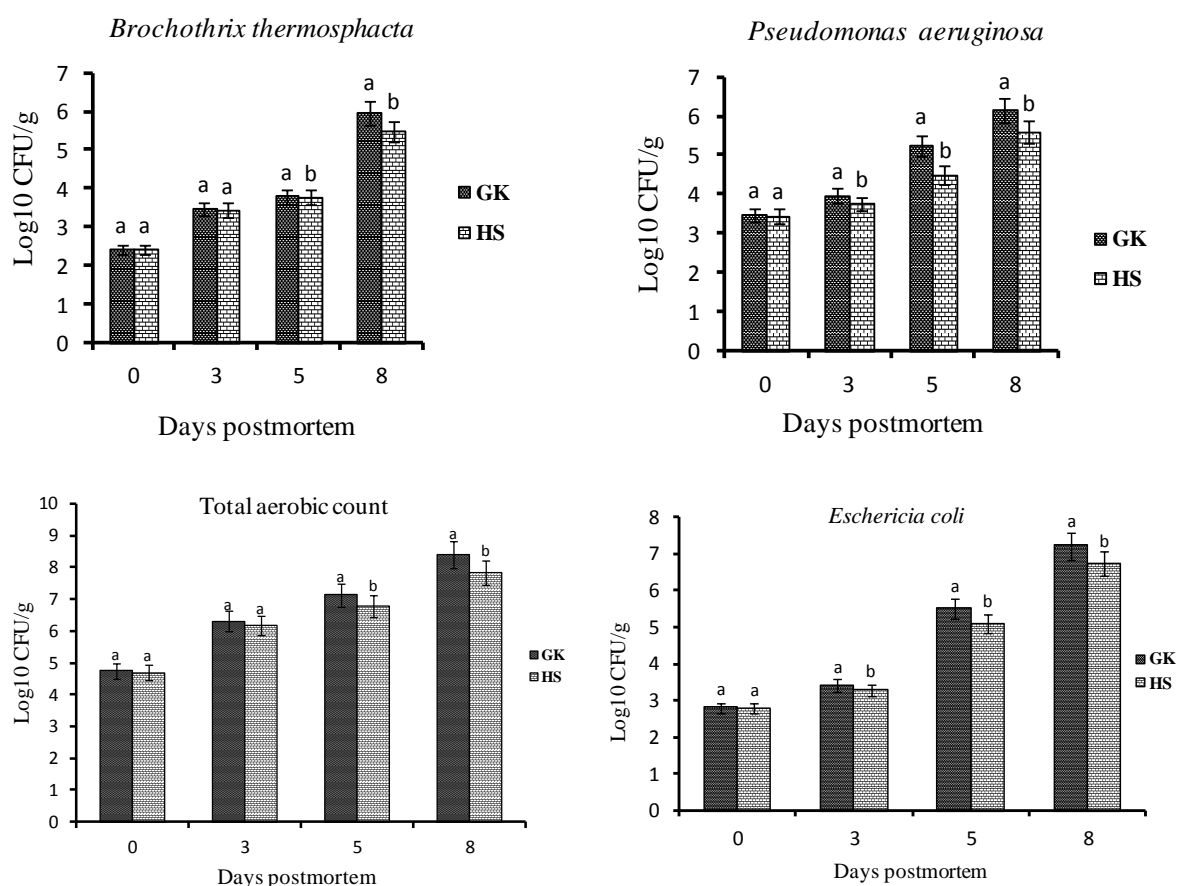 Brochothrix thermosphacta
Log10 CFU/g
7
6
5
4
3
2
1
0
a a
a a
a b
a b
0 3 5 8
Days postmortem
GK
HS
Pseudomonas aeruginosa
Log10 CFU/g
7
6
5
4
3
2
1
0
a a
a b
a b
a b
0 3 5 8
Days postmortem
GK
HS
Total aerobic count
Log10 CFU/g
10
9
8
7
6
5
4
3
2
1
0
a a
a a
a b
a b
0 3 5 8
Days postmortem
GK
HS
Eschericia coli
Log10 CFU/g
8
7
6
5
4
3
2
1
0
a a
a b
a b
a b
0 3 5 8
Days postmortem
GK
HS